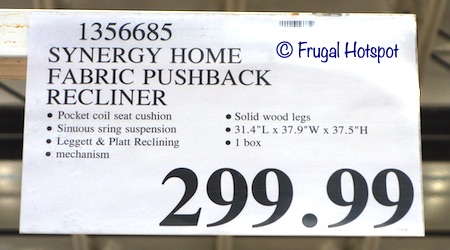 1356685
© Frugal Hotspot
SYNERGY HOME
FABRIC PUSHBACK
RECLINER
• Pocket coil seat cushion
• Sinuous sring suspension
• Leggett & Platt Reclining
• mechanism
• Solid wood legs
• 31.4"L x 37.9"W x 37.5"H
• 1 box
299.99